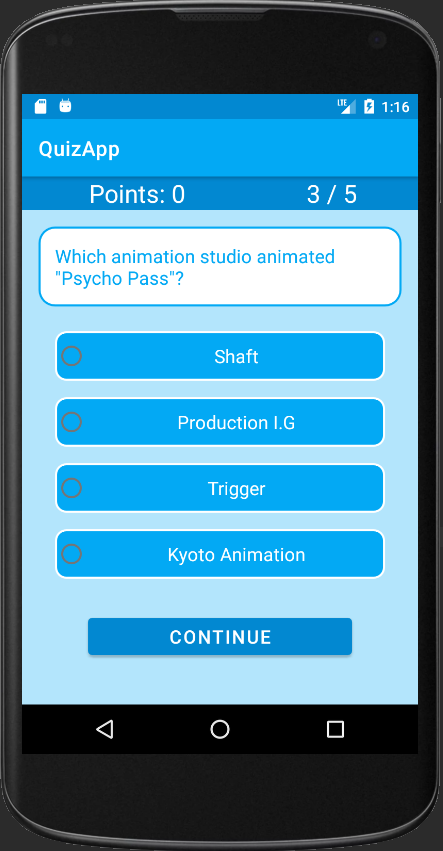 LTE 1:16
QuizApp
Points: 0 3 / 5
Which animation studio animated
"Psycho Pass"?
Shaft
Production I.G
Trigger
Kyoto Animation
CONTINUE